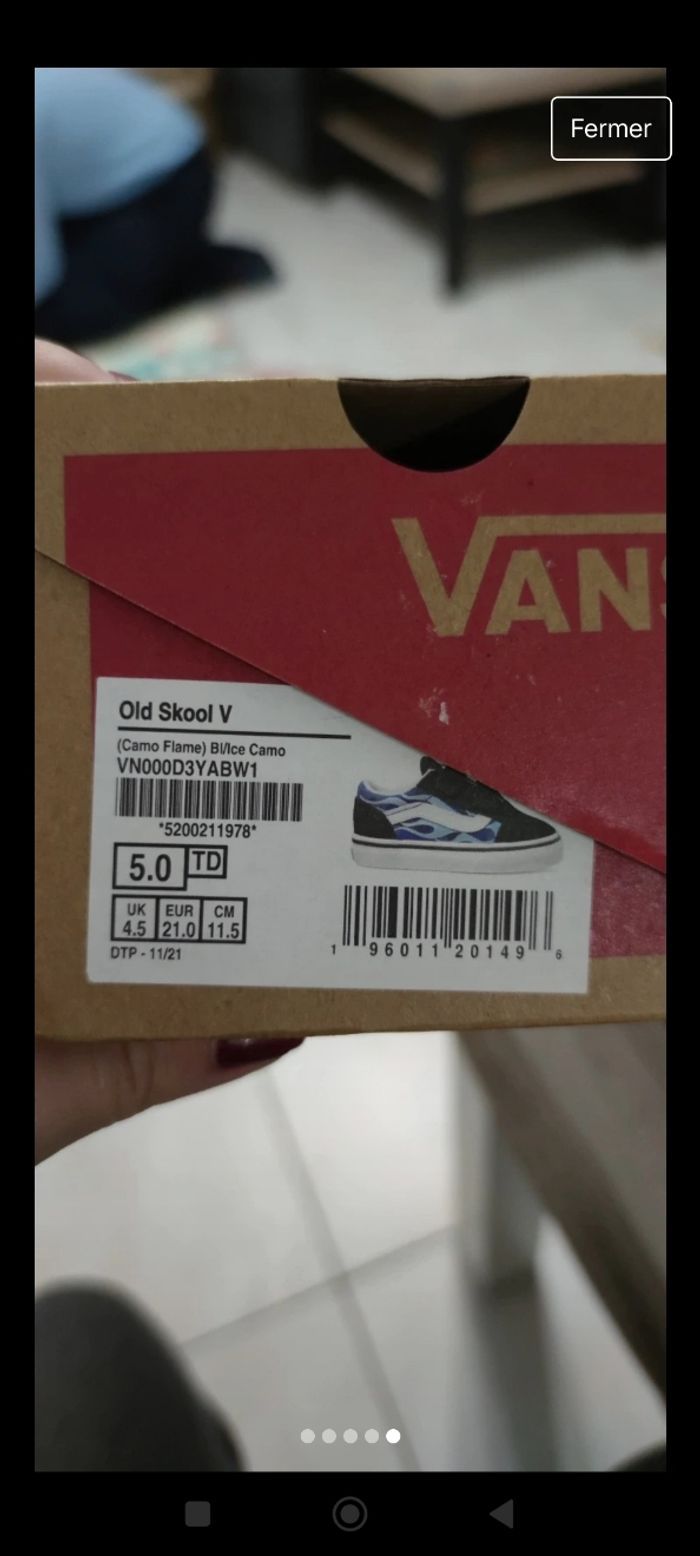 Fermer
VANS
Old Skool V
(Camo Flame) Bl/Ice Camo
VN000D3YABW1
*5200211978*
5.0 TD
UK EUR CM
4.5 21.0 11.5
DTP - 11/21
1 96011 20149 6